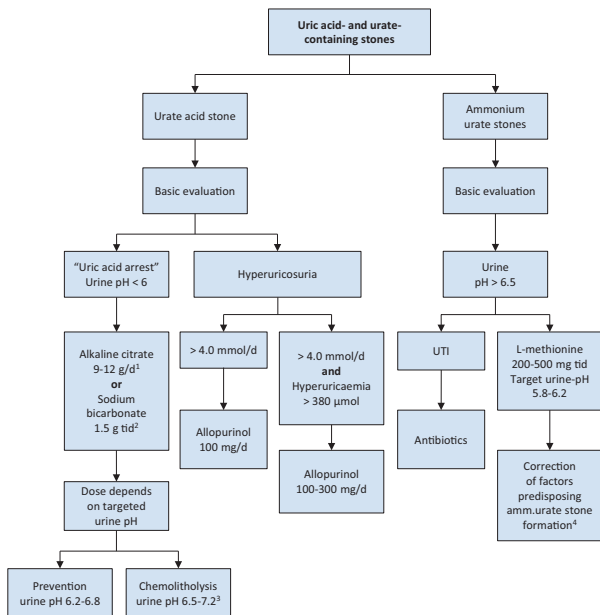 Uric acid- and urate-
containing stones
Urate acid stone
Ammonium
urate stones
Basic evaluation
Basic evaluation
“Uric acid arrest”
Urine pH < 6
Hyperuricosuria
Urine
pH > 6.5
Alkaline citrate
9-12 g/d¹
or
Sodium
bicarbonate
1.5 g tid²
> 4.0 mmol/d
> 4.0 mmol/d
and
Hyperuricaemia
> 380 µmol
UTI
L-methionine
200-500 mg tid
Target urine-pH
5.8-6.2
Allopurinol
100 mg/d
Antibiotics
Allopurinol
100-300 mg/d
Correction
of factors
predisposing
amm.urate stone
formation⁴
Dose depends
on targeted
urine pH
Prevention
urine pH 6.2-6.8
Chemolitholysis
urine pH 6.5-7.2³